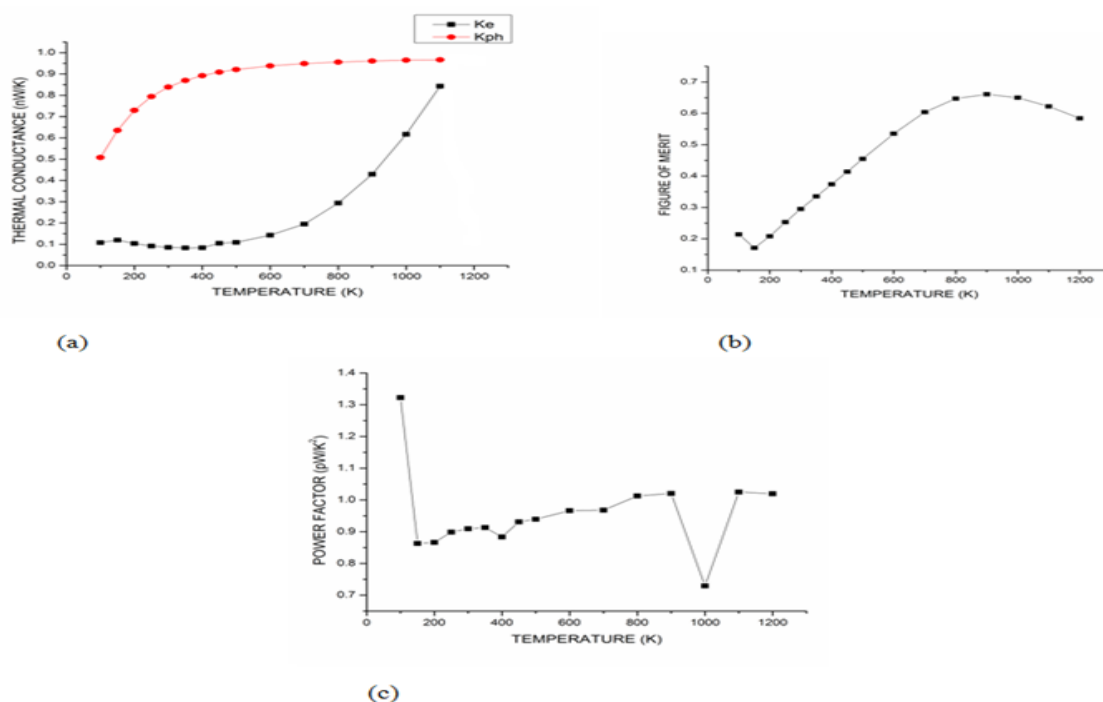 Ke
Kph
THERMAL CONDUCTANCE (nW/K)
1.0
0.9
0.8
0.7
0.6
0.5
0.4
0.3
0.2
0.1
0.0
0 200 400 600 800 1000 1200
TEMPERATURE (K)
(a)
FIGURE OF MERIT
0.7
0.6
0.5
0.4
0.3
0.2
0.1
0 200 400 600 800 1000 1200
TEMPERATURE (K)
(b)
POWER FACTOR (pW/K²)
1.4
1.3
1.2
1.1
1.0
0.9
0.8
0.7
0 200 400 600 800 1000 1200
TEMPERATURE (K)
(c)